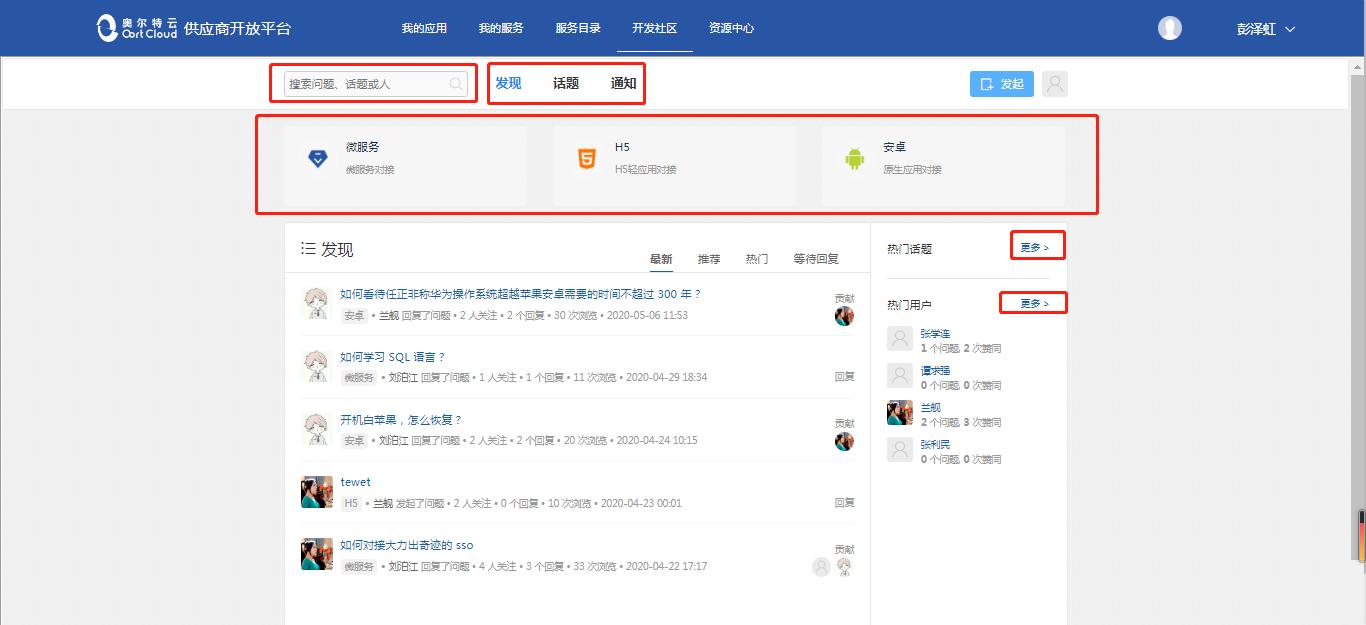 奥尔特云
Oort Cloud
供应商开放平台
我的应用 我的服务 服务目录 开发社区 资源中心
彭泽虹
搜索问题、话题或人
发现 话题 通知
发起
微服务
微服务对接
H5
H5轻应用对接
安卓
原生应用对接
发现
最新 推荐 热门 等待回复
如何看待任正非称华为操作系统超越苹果安卓需要的时间不超过 300 年？
贡献
安卓 • 兰舰 回复了问题 • 2 人关注 • 2 个回复 • 30 次浏览 • 2020-05-06 11:53
如何学习 SQL 语言？
微服务 • 刘汨江 回复了问题 • 1 人关注 • 1 个回复 • 11 次浏览 • 2020-04-29 18:34
回复
开机白苹果，怎么恢复？
贡献
安卓 • 刘汨江 回复了问题 • 2 人关注 • 2 个回复 • 20 次浏览 • 2020-04-24 10:15
tewet
H5 • 兰舰 发起了问题 • 2 人关注 • 0 个回复 • 10 次浏览 • 2020-04-23 00:01
回复
如何对接大力出奇迹的 sso
贡献
微服务 • 刘汨江 回复了问题 • 4 人关注 • 3 个回复 • 33 次浏览 • 2020-04-22 17:17
热门话题
更多 >
热门用户
更多 >
张学连
1 个问题, 2 次赞同
谭求强
0 个问题, 0 次赞同
兰舰
2 个问题, 3 次赞同
张利民
0 个问题, 0 次赞同